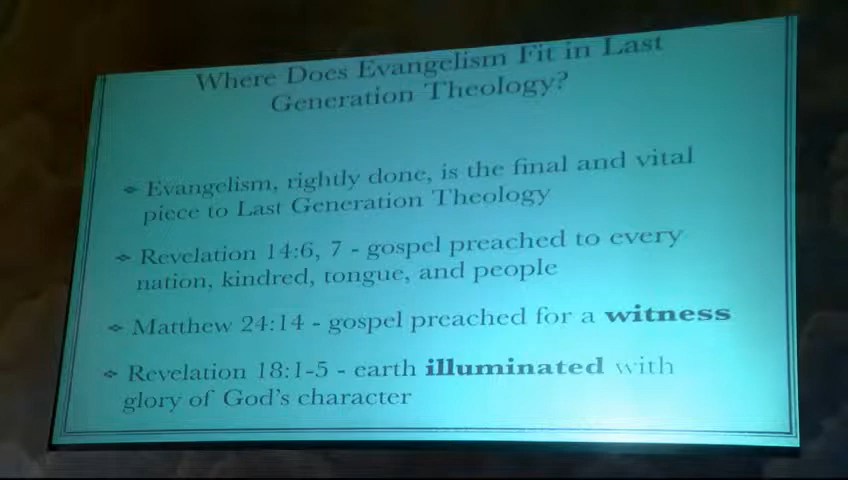 Where Does Evangelism Fit in Last
Generation Theology?
Evangelism, rightly done, is the final and vital
piece to Last Generation Theology
Revelation 14:6, 7 - gospel preached to every
nation, kindred, tongue, and people
Matthew 24:14 - gospel preached for a witness
Revelation 18:1-5 - earth illuminated with
glory of God's character